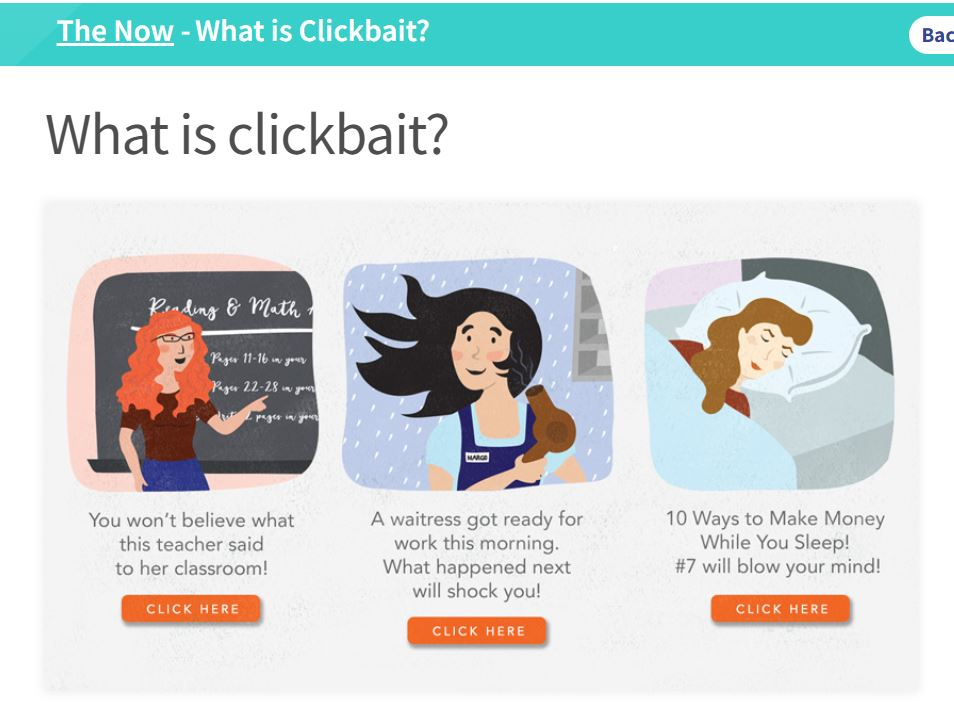 The Now - What is Clickbait?
What is clickbait?
Reading & Math
Pages 11-16 in your
Pages 22-28 in your
2 pages in your
MARGO
You won't believe what
this teacher said
to her classroom!
CLICK HERE
A waitress got ready for
work this morning.
What happened next
will shock you!
CLICK HERE
10 Ways to Make Money
While You Sleep!
#7 will blow your mind!
CLICK HERE